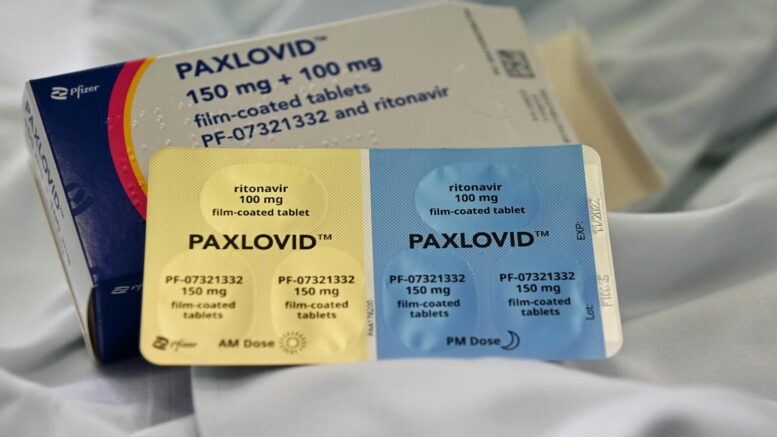 Pfizer
PAXLOVID™
150 mg + 100 mg
film-coated tablets
PF-07321332 and ritonavir
ritonavir
100 mg
film-coated tablet
PAXLOVID™
PF-07321332
150 mg
film-coated
tablets
PF-07321332
150 mg
film-coated
tablets
Pfizer
AM Dose
ritonavir
100 mg
film-coated tablet
PAXLOVID™
PF-07321332
150 mg
film-coated
tablets
PF-07321332
150 mg
film-coated
tablets
PM Dose
EXP:
11/2022
Lot: